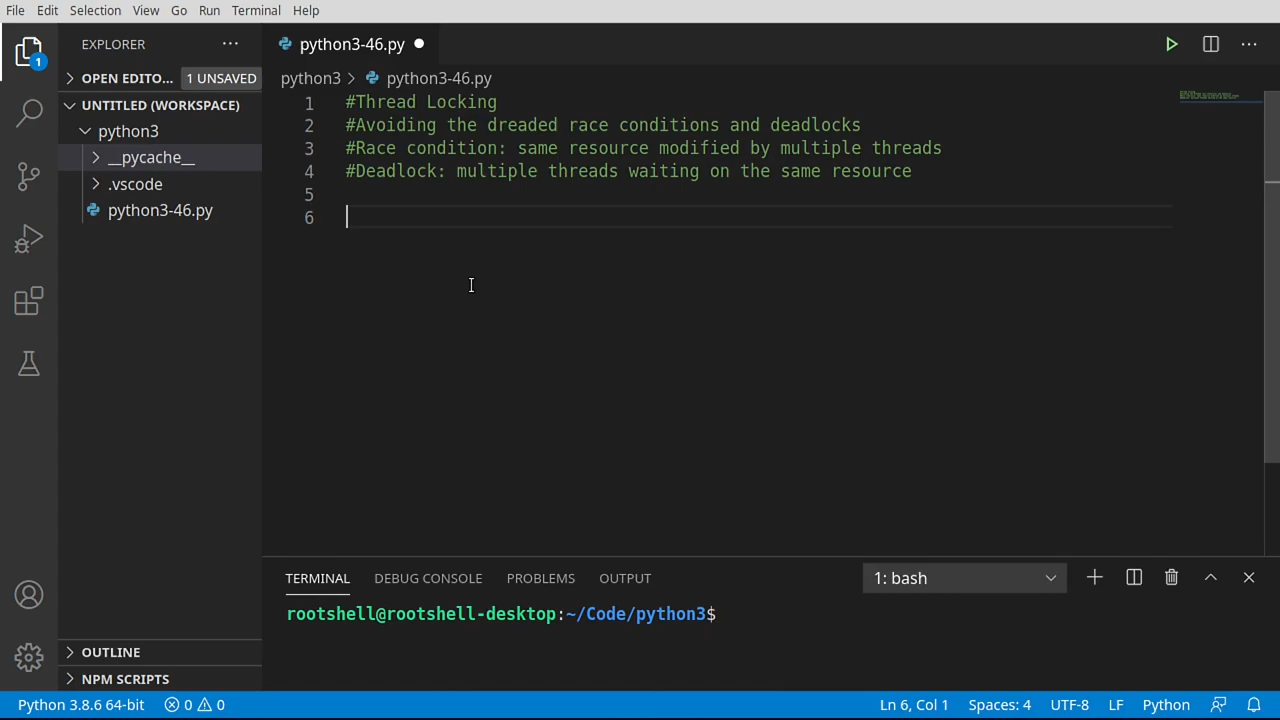 File Edit Selection View Go Run Terminal Help
EXPLORER
python3-46.py
OPEN EDITO... 1 UNSAVED
python3 > python3-46.py
1
UNTITLED (WORKSPACE)
python3
__pycache__
.vscode
python3-46.py
1 #Thread Locking
2 #Avoiding the dreaded race conditions and deadlocks
3 #Race condition: same resource modified by multiple threads
4 #Deadlock: multiple threads waiting on the same resource
5
6
TERMINAL DEBUG CONSOLE PROBLEMS OUTPUT 1: bash
rootshell@rootshell-desktop:~/Code/python3$
OUTLINE
NPM SCRIPTS
Python 3.8.6 64-bit 0 0 Ln 6, Col 1 Spaces: 4 UTF-8 LF Python